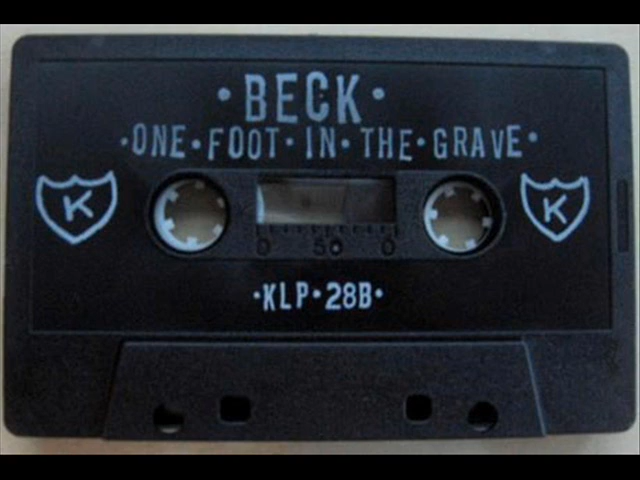 ·BECK·
·ONE·FOOT·IN·THE·GRAVE·
K K
0 50 0
·KLP·28B·